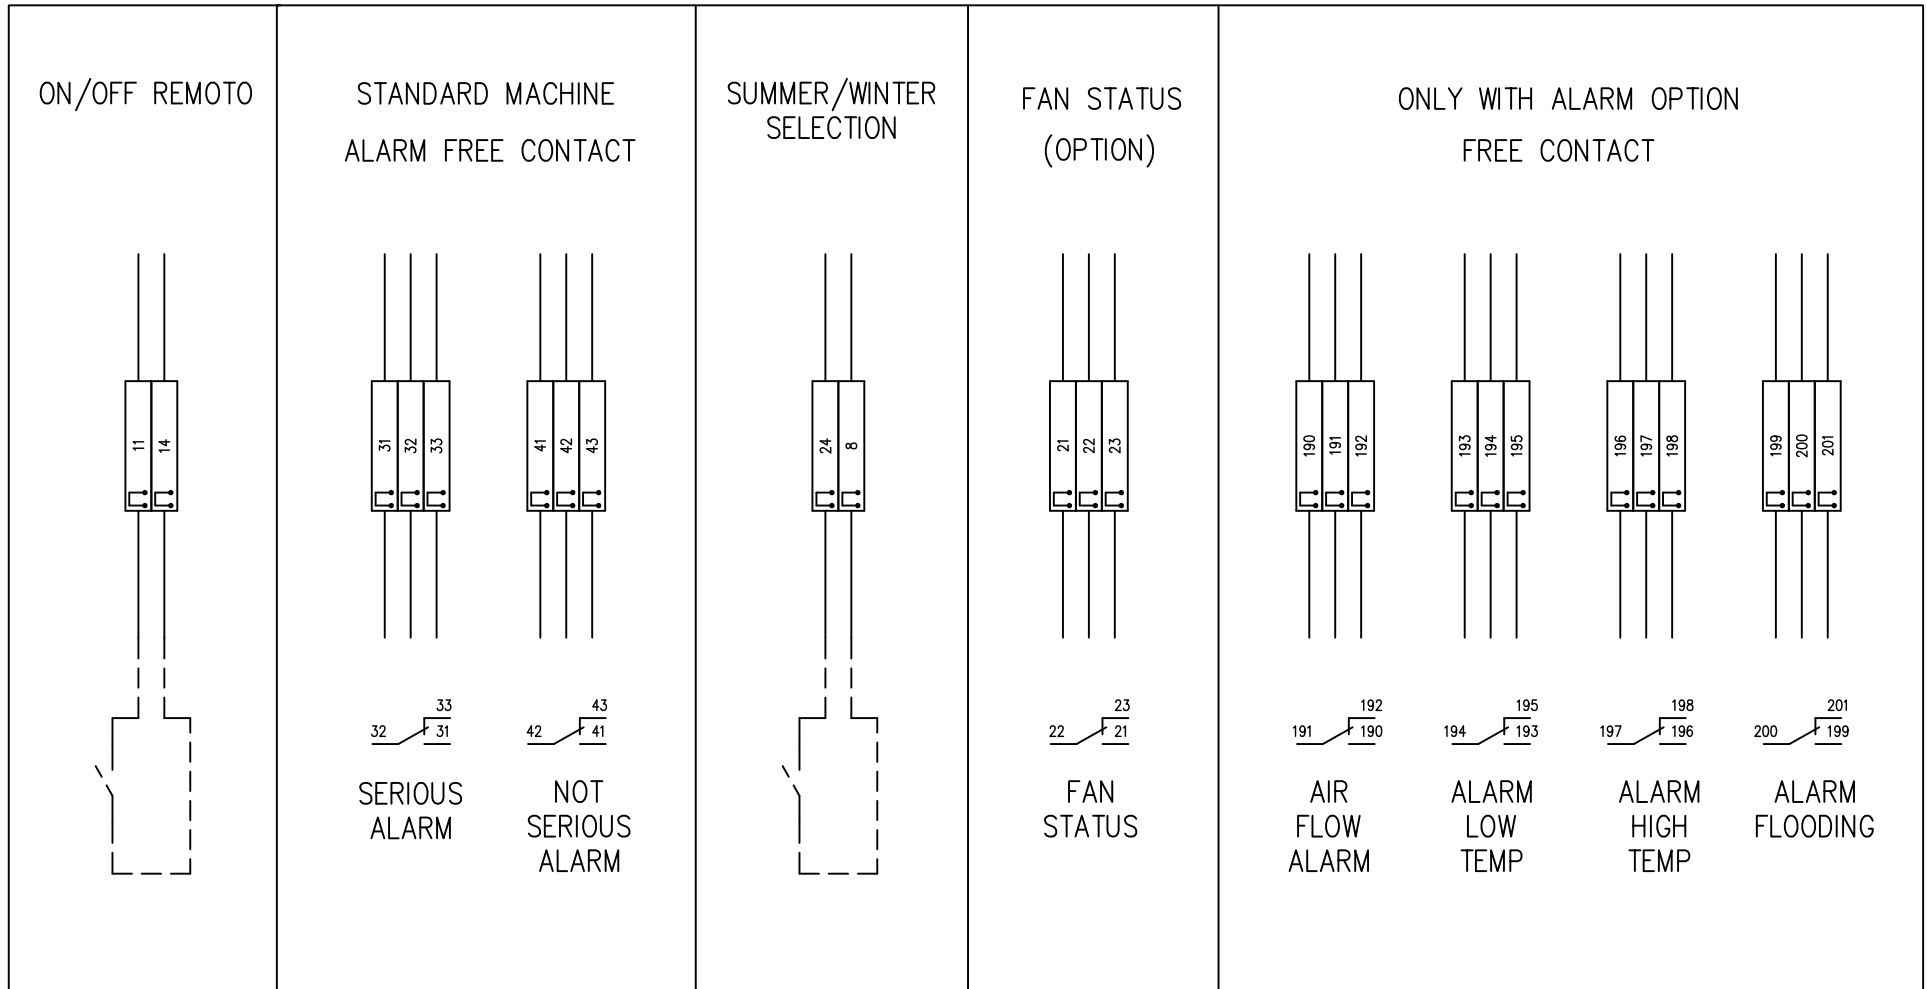 ON/OFF REMOTO
STANDARD MACHINE
ALARM FREE CONTACT
SUMMER/WINTER
SELECTION
FAN STATUS
(OPTION)
ONLY WITH ALARM OPTION
FREE CONTACT
11
14
31
32
33
41
42
43
24
8
21
22
23
190
191
192
193
194
195
196
197
198
199
200
201
33
32
31
SERIOUS
ALARM
43
42
41
NOT
SERIOUS
ALARM
23
22
21
FAN
STATUS
192
191
190
AIR
FLOW
ALARM
195
194
193
ALARM
LOW
TEMP
198
197
196
ALARM
HIGH
TEMP
201
200
199
ALARM
FLOODING